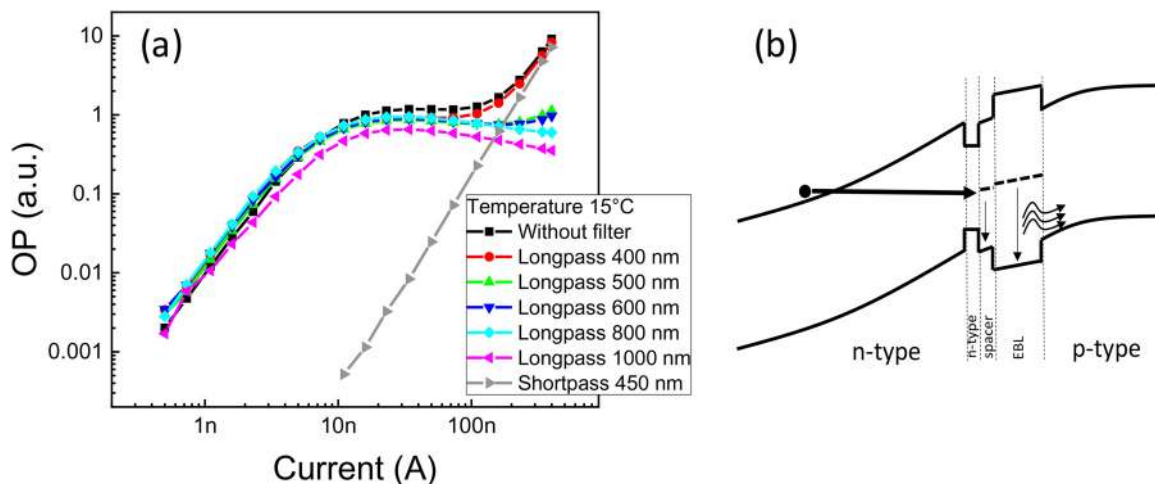 (a)
10
1
0.1
0.01
0.001
OP (a.u.)
1n
10n
100n
Current (A)
Temperature 15°C
Without filter
Longpass 400 nm
Longpass 500 nm
Longpass 600 nm
Longpass 800 nm
Longpass 1000 nm
Shortpass 450 nm
(b)
n-type
n-type
spacer
EBL
p-type